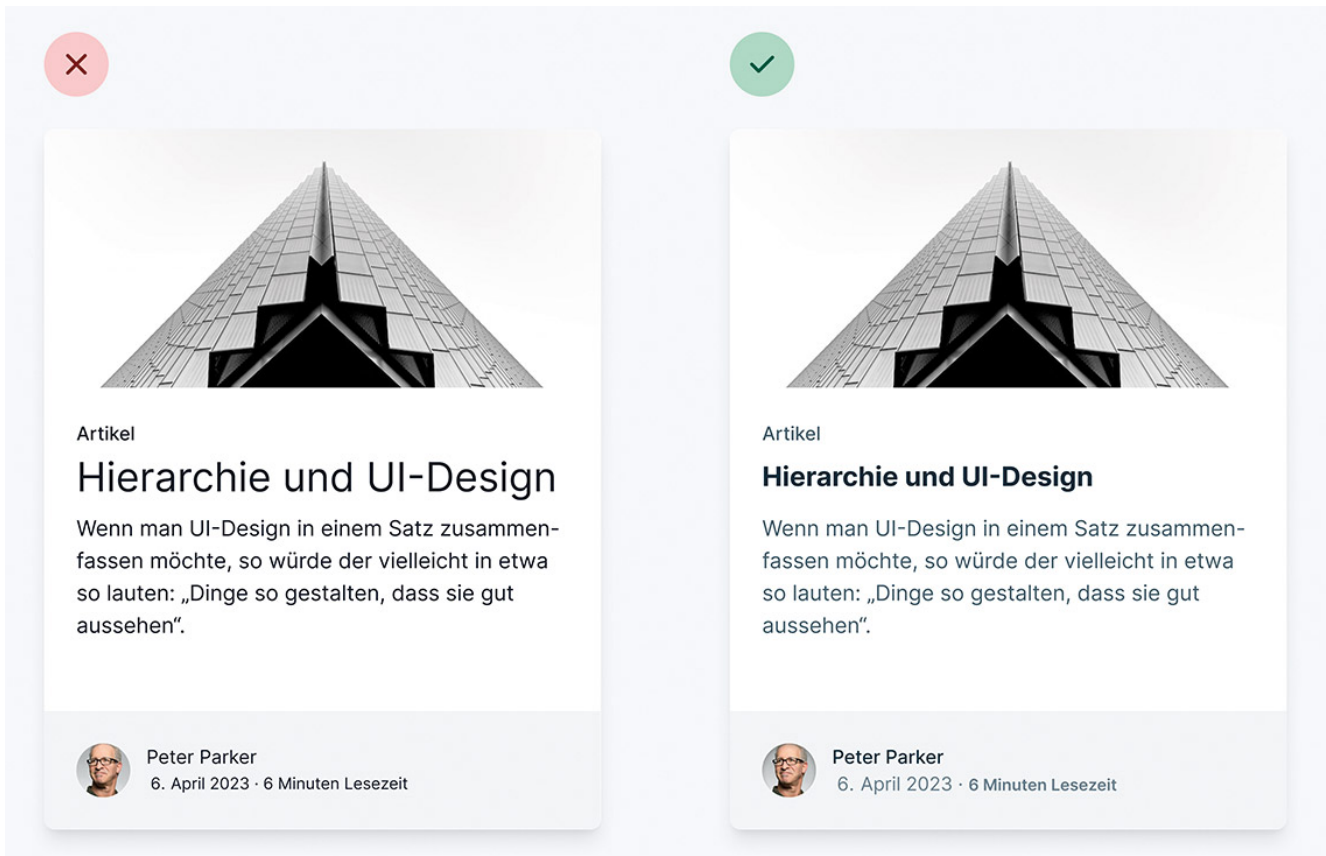 Artikel
Hierarchie und UI-Design
Wenn man UI-Design in einem Satz zusammen-
fassen möchte, so würde der vielleicht in etwa
so lauten: „Dinge so gestalten, dass sie gut
aussehen“.
Peter Parker
6. April 2023 · 6 Minuten Lesezeit
Artikel
Hierarchie und UI-Design
Wenn man UI-Design in einem Satz zusammen-
fassen möchte, so würde der vielleicht in etwa
so lauten: „Dinge so gestalten, dass sie gut
aussehen“.
Peter Parker
6. April 2023 · 6 Minuten Lesezeit